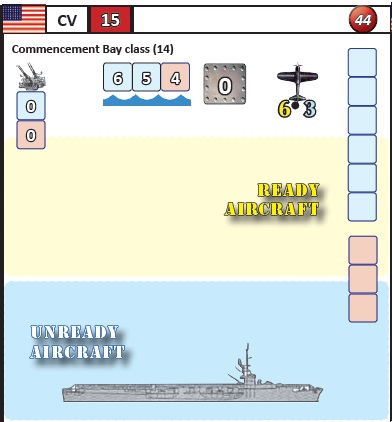 CV 15 44
Commencement Bay class (14)
6 5 4 0
6 3
0
0
READY
AIRCRAFT
UNREADY
AIRCRAFT